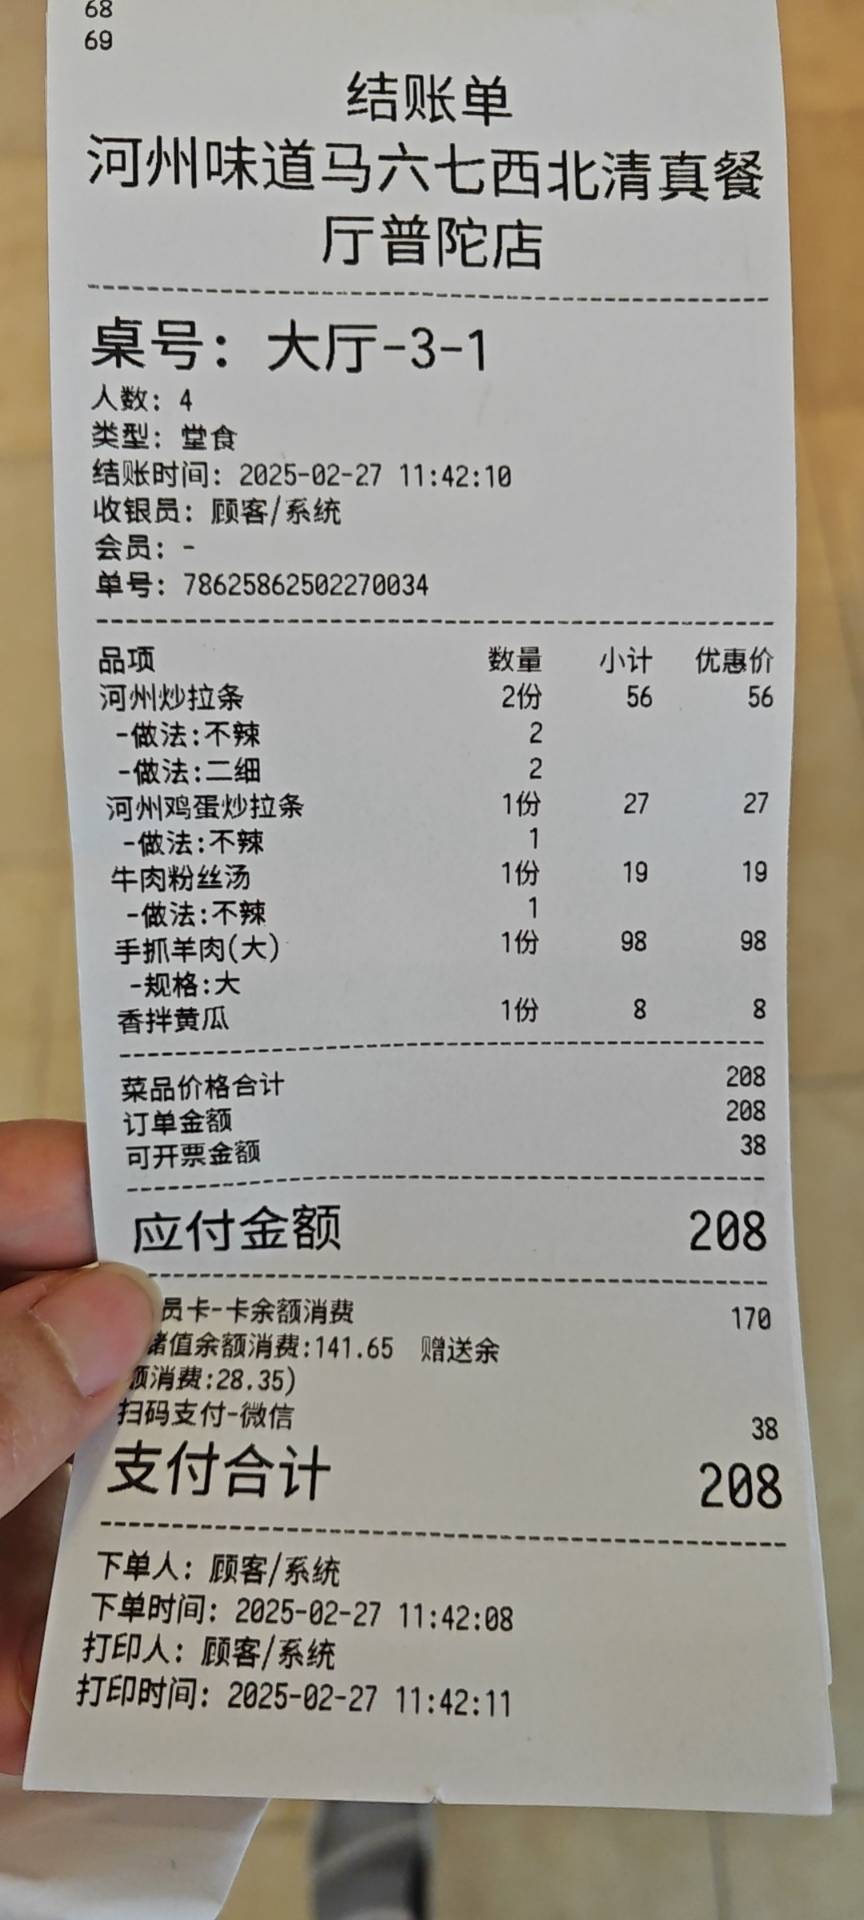 68
69
结账单
河州味道马六七西北清真餐
厅普陀店
桌号：大厅-3-1
人数：4
类型：堂食
结账时间：2025-02-27 11:42:10
收银员：顾客/系统
会员：-
单号：78625862502270034
品项 数量 小计 优惠价
河州炒拉条 2份 56 56
-做法:不辣 2
-做法:二细 2
河州鸡蛋炒拉条 1份 27 27
-做法:不辣 1
牛肉粉丝汤 1份 19 19
-做法:不辣 1
手抓羊肉(大) 1份 98 98
-规格:大
香拌黄瓜 1份 8 8
菜品价格合计 208
订单金额 208
可开票金额 38
应付金额 208
员卡-卡余额消费 170
储值余额消费:141.65 赠送余
额消费:28.35)
扫码支付-微信 38
支付合计 208
下单人：顾客/系统
下单时间：2025-02-27 11:42:08
打印人：顾客/系统
打印时间：2025-02-27 11:42:11